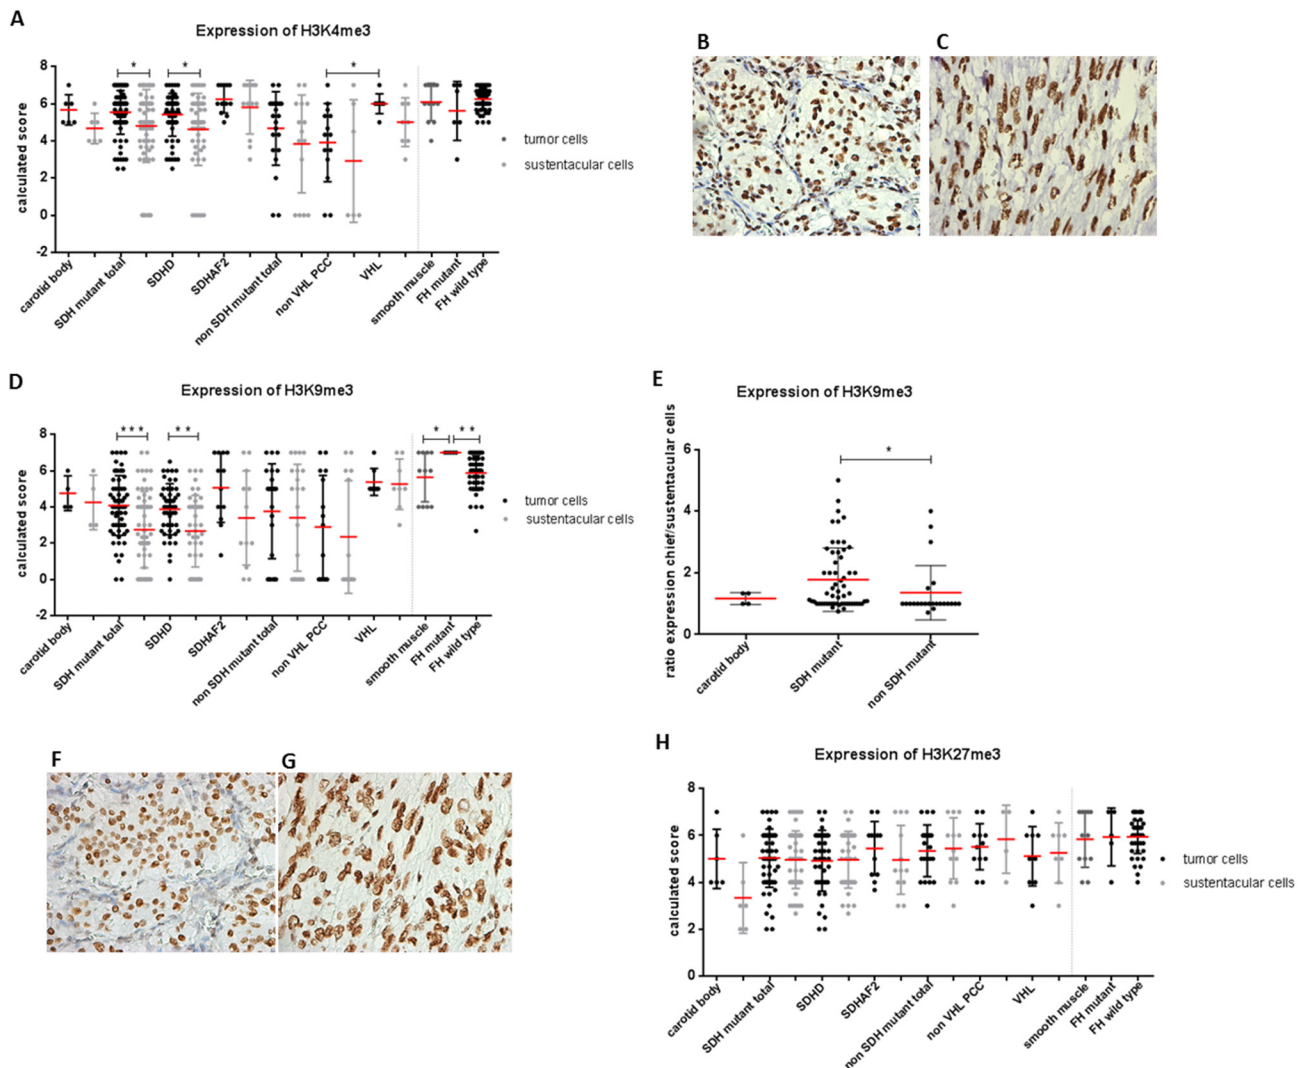 A
Expression of H3K4me3
calculated score
8
6
4
2
0
-2
* * *
tumor cells
sustentacular cells
carotid body
SDH mutant total
SDHD
SDHAF2
non SDH mutant total
non VHL PCC
VHL
smooth muscle
FH mutant
FH wild type
B
C
D
Expression of H3K9me3
calculated score
8
6
4
2
0
-2
*** ** * **
tumor cells
sustentacular cells
carotid body
SDH mutant total
SDHD
SDHAF2
non SDH mutant total
non VHL PCC
VHL
smooth muscle
FH mutant
FH wild type
E
Expression of H3K9me3
ratio expression chief/sustentacular cells
6
4
2
0
*
carotid body
SDH mutant
non SDH mutant
F
G
H
Expression of H3K27me3
calculated score
8
6
4
2
0
tumor cells
sustentacular cells
carotid body
SDH mutant total
SDHD
SDHAF2
non SDH mutant total
non VHL PCC
VHL
smooth muscle
FH mutant
FH wild type